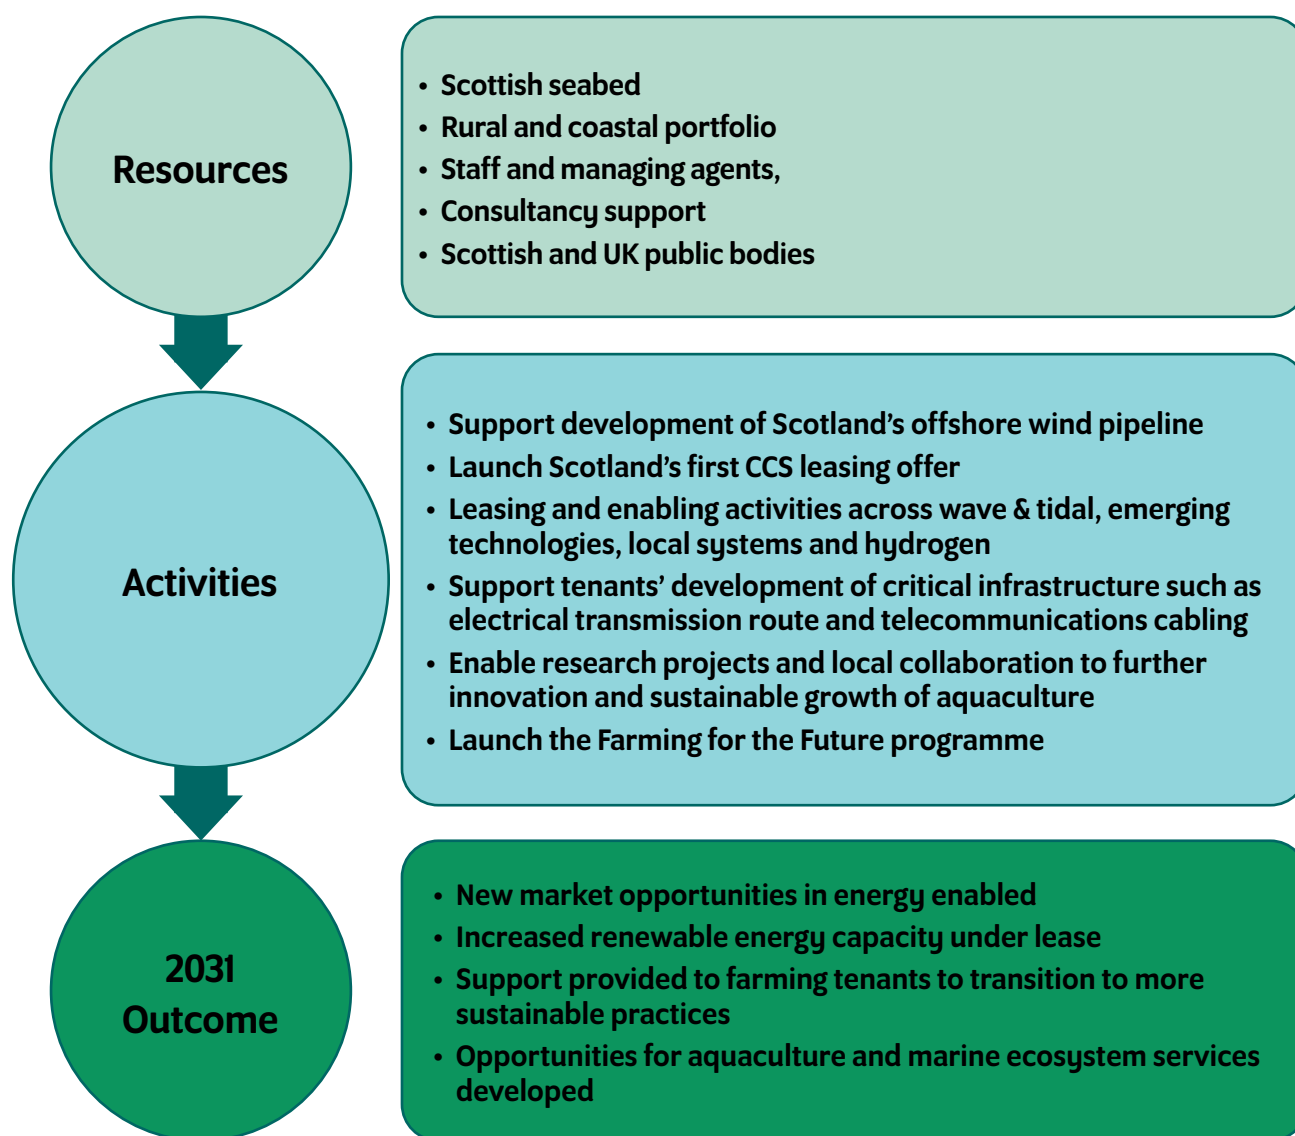 Resources
• Scottish seabed
• Rural and coastal portfolio
• Staff and managing agents,
• Consultancy support
• Scottish and UK public bodies
Activities
• Support development of Scotland’s offshore wind pipeline
• Launch Scotland’s first CCS leasing offer
• Leasing and enabling activities across wave & tidal, emerging
technologies, local systems and hydrogen
• Support tenants’ development of critical infrastructure such as
electrical transmission route and telecommunications cabling
• Enable research projects and local collaboration to further
innovation and sustainable growth of aquaculture
• Launch the Farming for the Future programme
2031
Outcome
• New market opportunities in energy enabled
• Increased renewable energy capacity under lease
• Support provided to farming tenants to transition to more
sustainable practices
• Opportunities for aquaculture and marine ecosystem services
developed